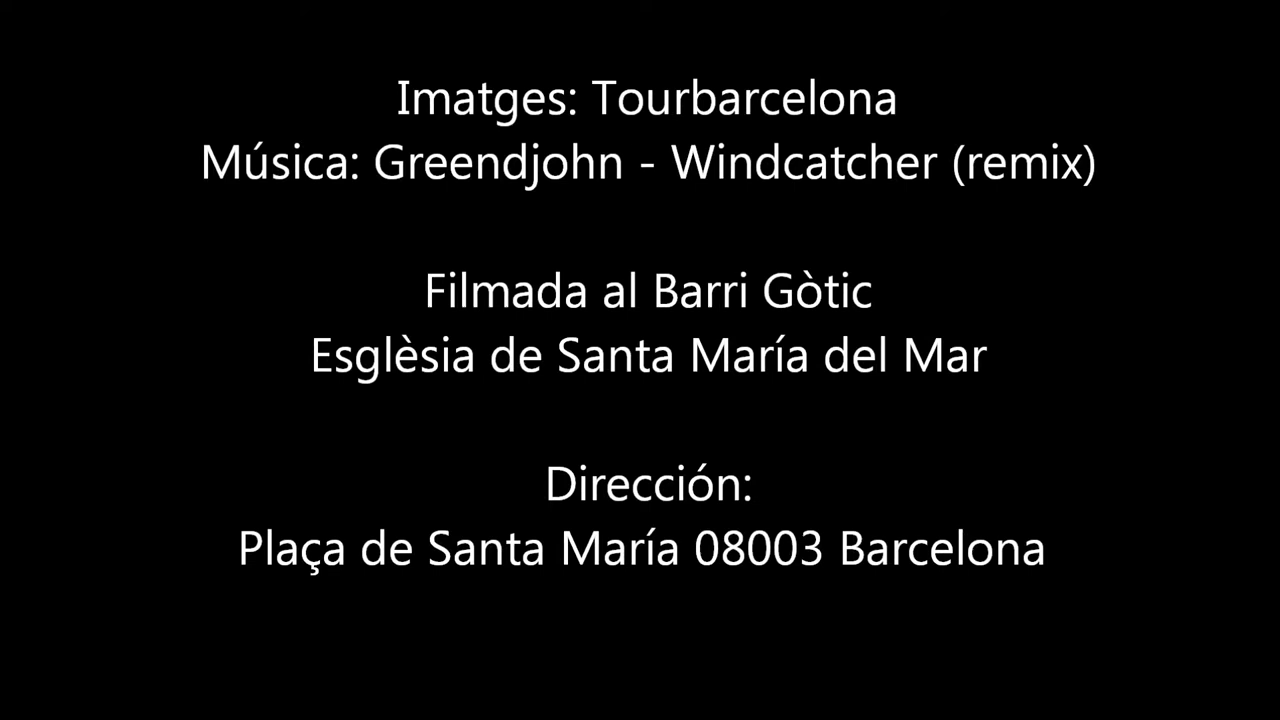 Imatges: Tourbarcelona
Música: Greendjohn - Windcatcher (remix)
Filmada al Barri Gòtic
Esglèsia de Santa María del Mar
Dirección:
Plaça de Santa María 08003 Barcelona